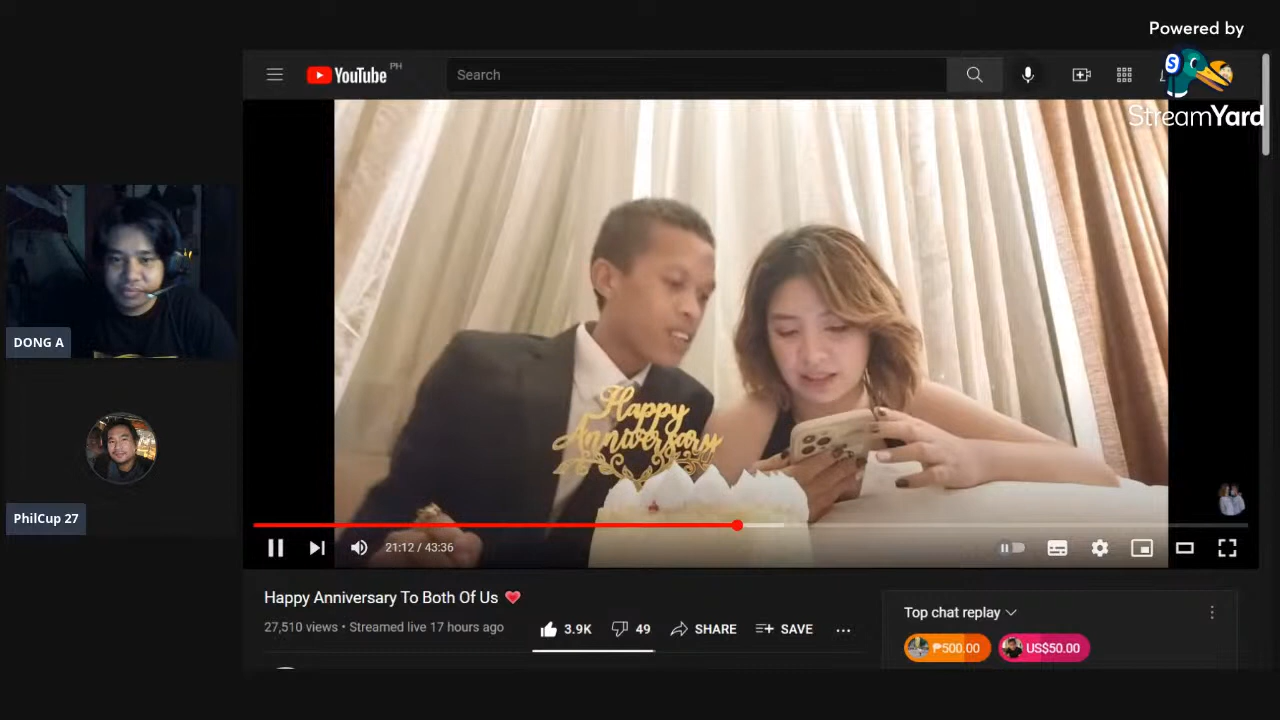 Powered by
StreamYard
YouTube PH
Search
DONG A
PhilCup 27
Happy
Anniversary
21:12 / 43:36
Happy Anniversary To Both Of Us
27,510 views • Streamed live 17 hours ago
3.9K
49
SHARE
SAVE
Top chat replay
₱500.00
US$50.00